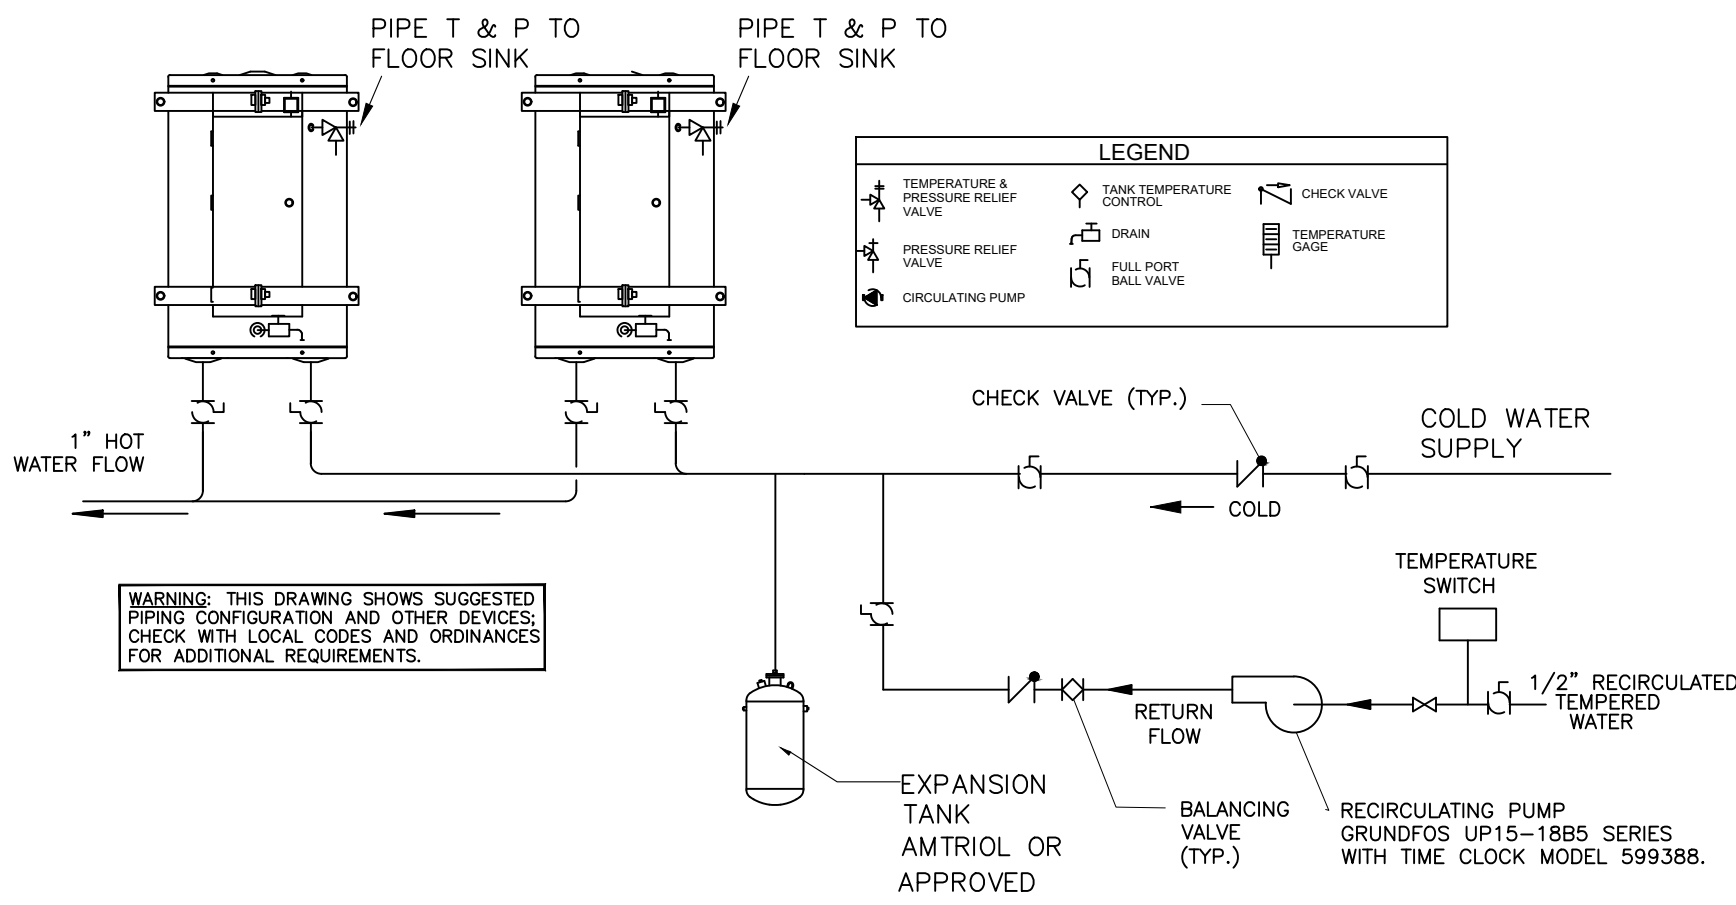 PIPE T & P TO
FLOOR SINK
PIPE T & P TO
FLOOR SINK
LEGEND
TEMPERATURE &
PRESSURE RELIEF
VALVE
PRESSURE RELIEF
VALVE
CIRCULATING PUMP
TANK TEMPERATURE
CONTROL
DRAIN
FULL PORT
BALL VALVE
CHECK VALVE
TEMPERATURE
GAGE
1" HOT
WATER FLOW
CHECK VALVE (TYP.)
COLD WATER
SUPPLY
COLD
WARNING: THIS DRAWING SHOWS SUGGESTED
PIPING CONFIGURATION AND OTHER DEVICES;
CHECK WITH LOCAL CODES AND ORDINANCES
FOR ADDITIONAL REQUIREMENTS.
TEMPERATURE
SWITCH
1/2" RECIRCULATED
TEMPERED
WATER
RETURN
FLOW
EXPANSION
TANK
AMTRIOL OR
APPROVED
BALANCING
VALVE
(TYP.)
RECIRCULATING PUMP
GRUNDFOS UP15-18B5 SERIES
WITH TIME CLOCK MODEL 599388.